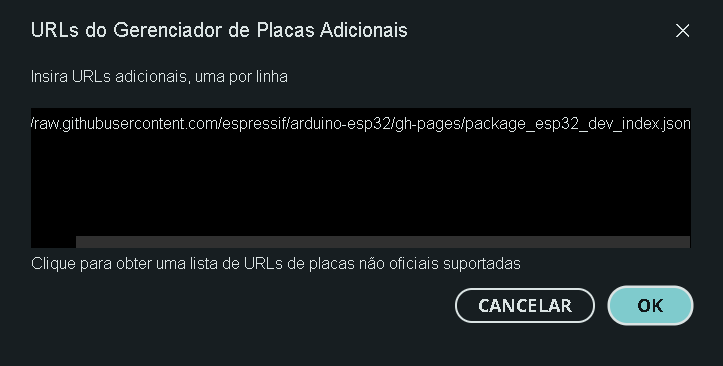 URLs do Gerenciador de Placas Adicionais
Insira URLs adicionais, uma por linha
/raw.githubusercontent.com/espressif/arduino-esp32/gh-pages/package_esp32_dev_index.json
Clique para obter uma lista de URLs de placas não oficiais suportadas
CANCELAR
OK